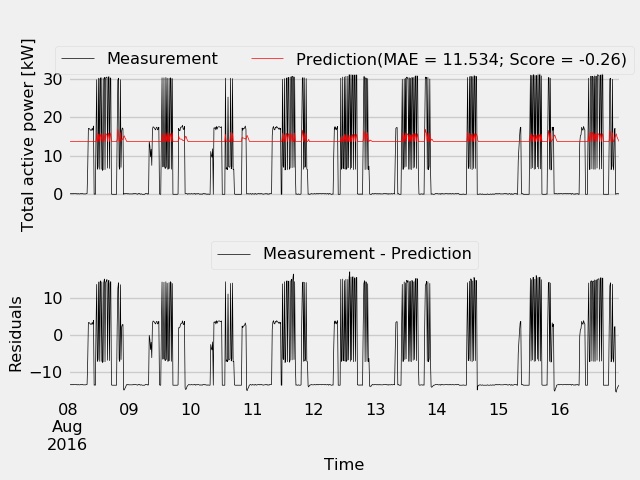 Measurement
Prediction(MAE = 11.534; Score = -0.26)
Total active power [kW]
30
20
10
0
Measurement - Prediction
Residuals
10
0
−10
08 09 10 11 12 13 14 15 16
Aug
2016
Time